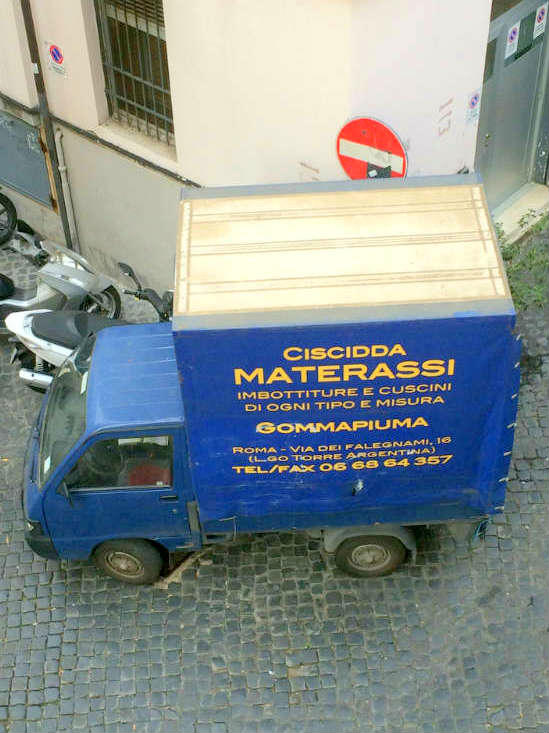 CISCIDDA
MATERASSI
IMBOTTITURE E CUSCINI
DI OGNI TIPO E MISURA
GOMMAPIUMA
ROMA - VIA DEI FALEGNAMI, 16
(L.GO TORRE ARGENTINA)
TEL/FAX 06 68 64 357